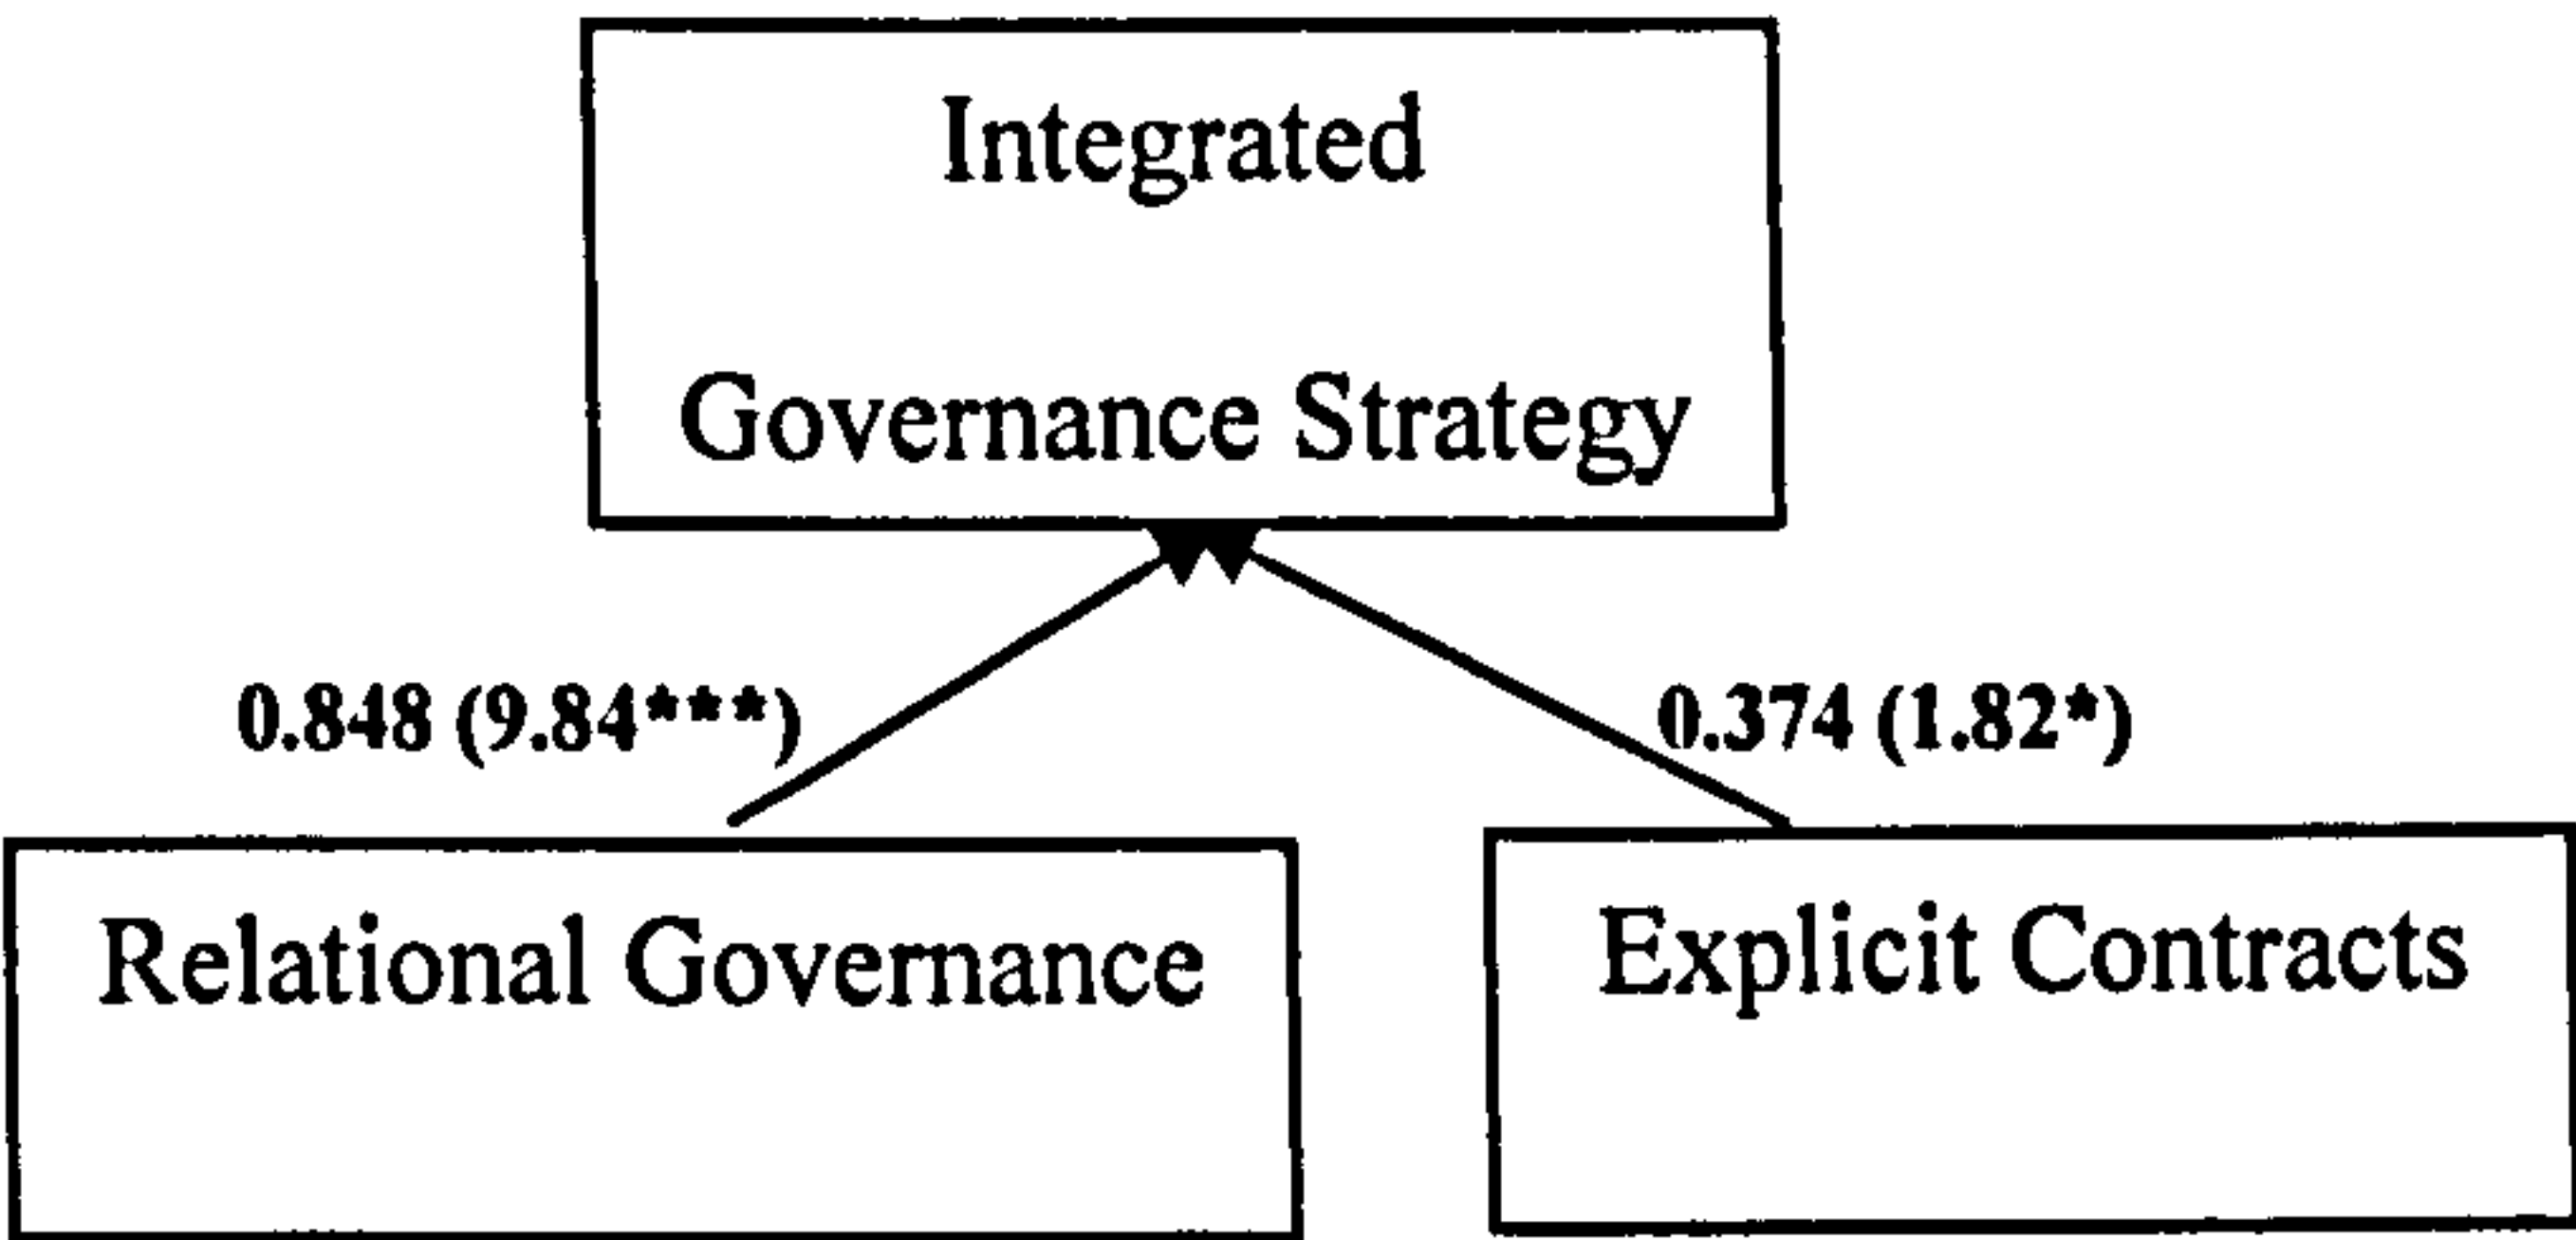 Integrated
Governance Strategy
0.848 (9.84***)
0.374 (1.82*)
Relational Governance
Explicit Contracts